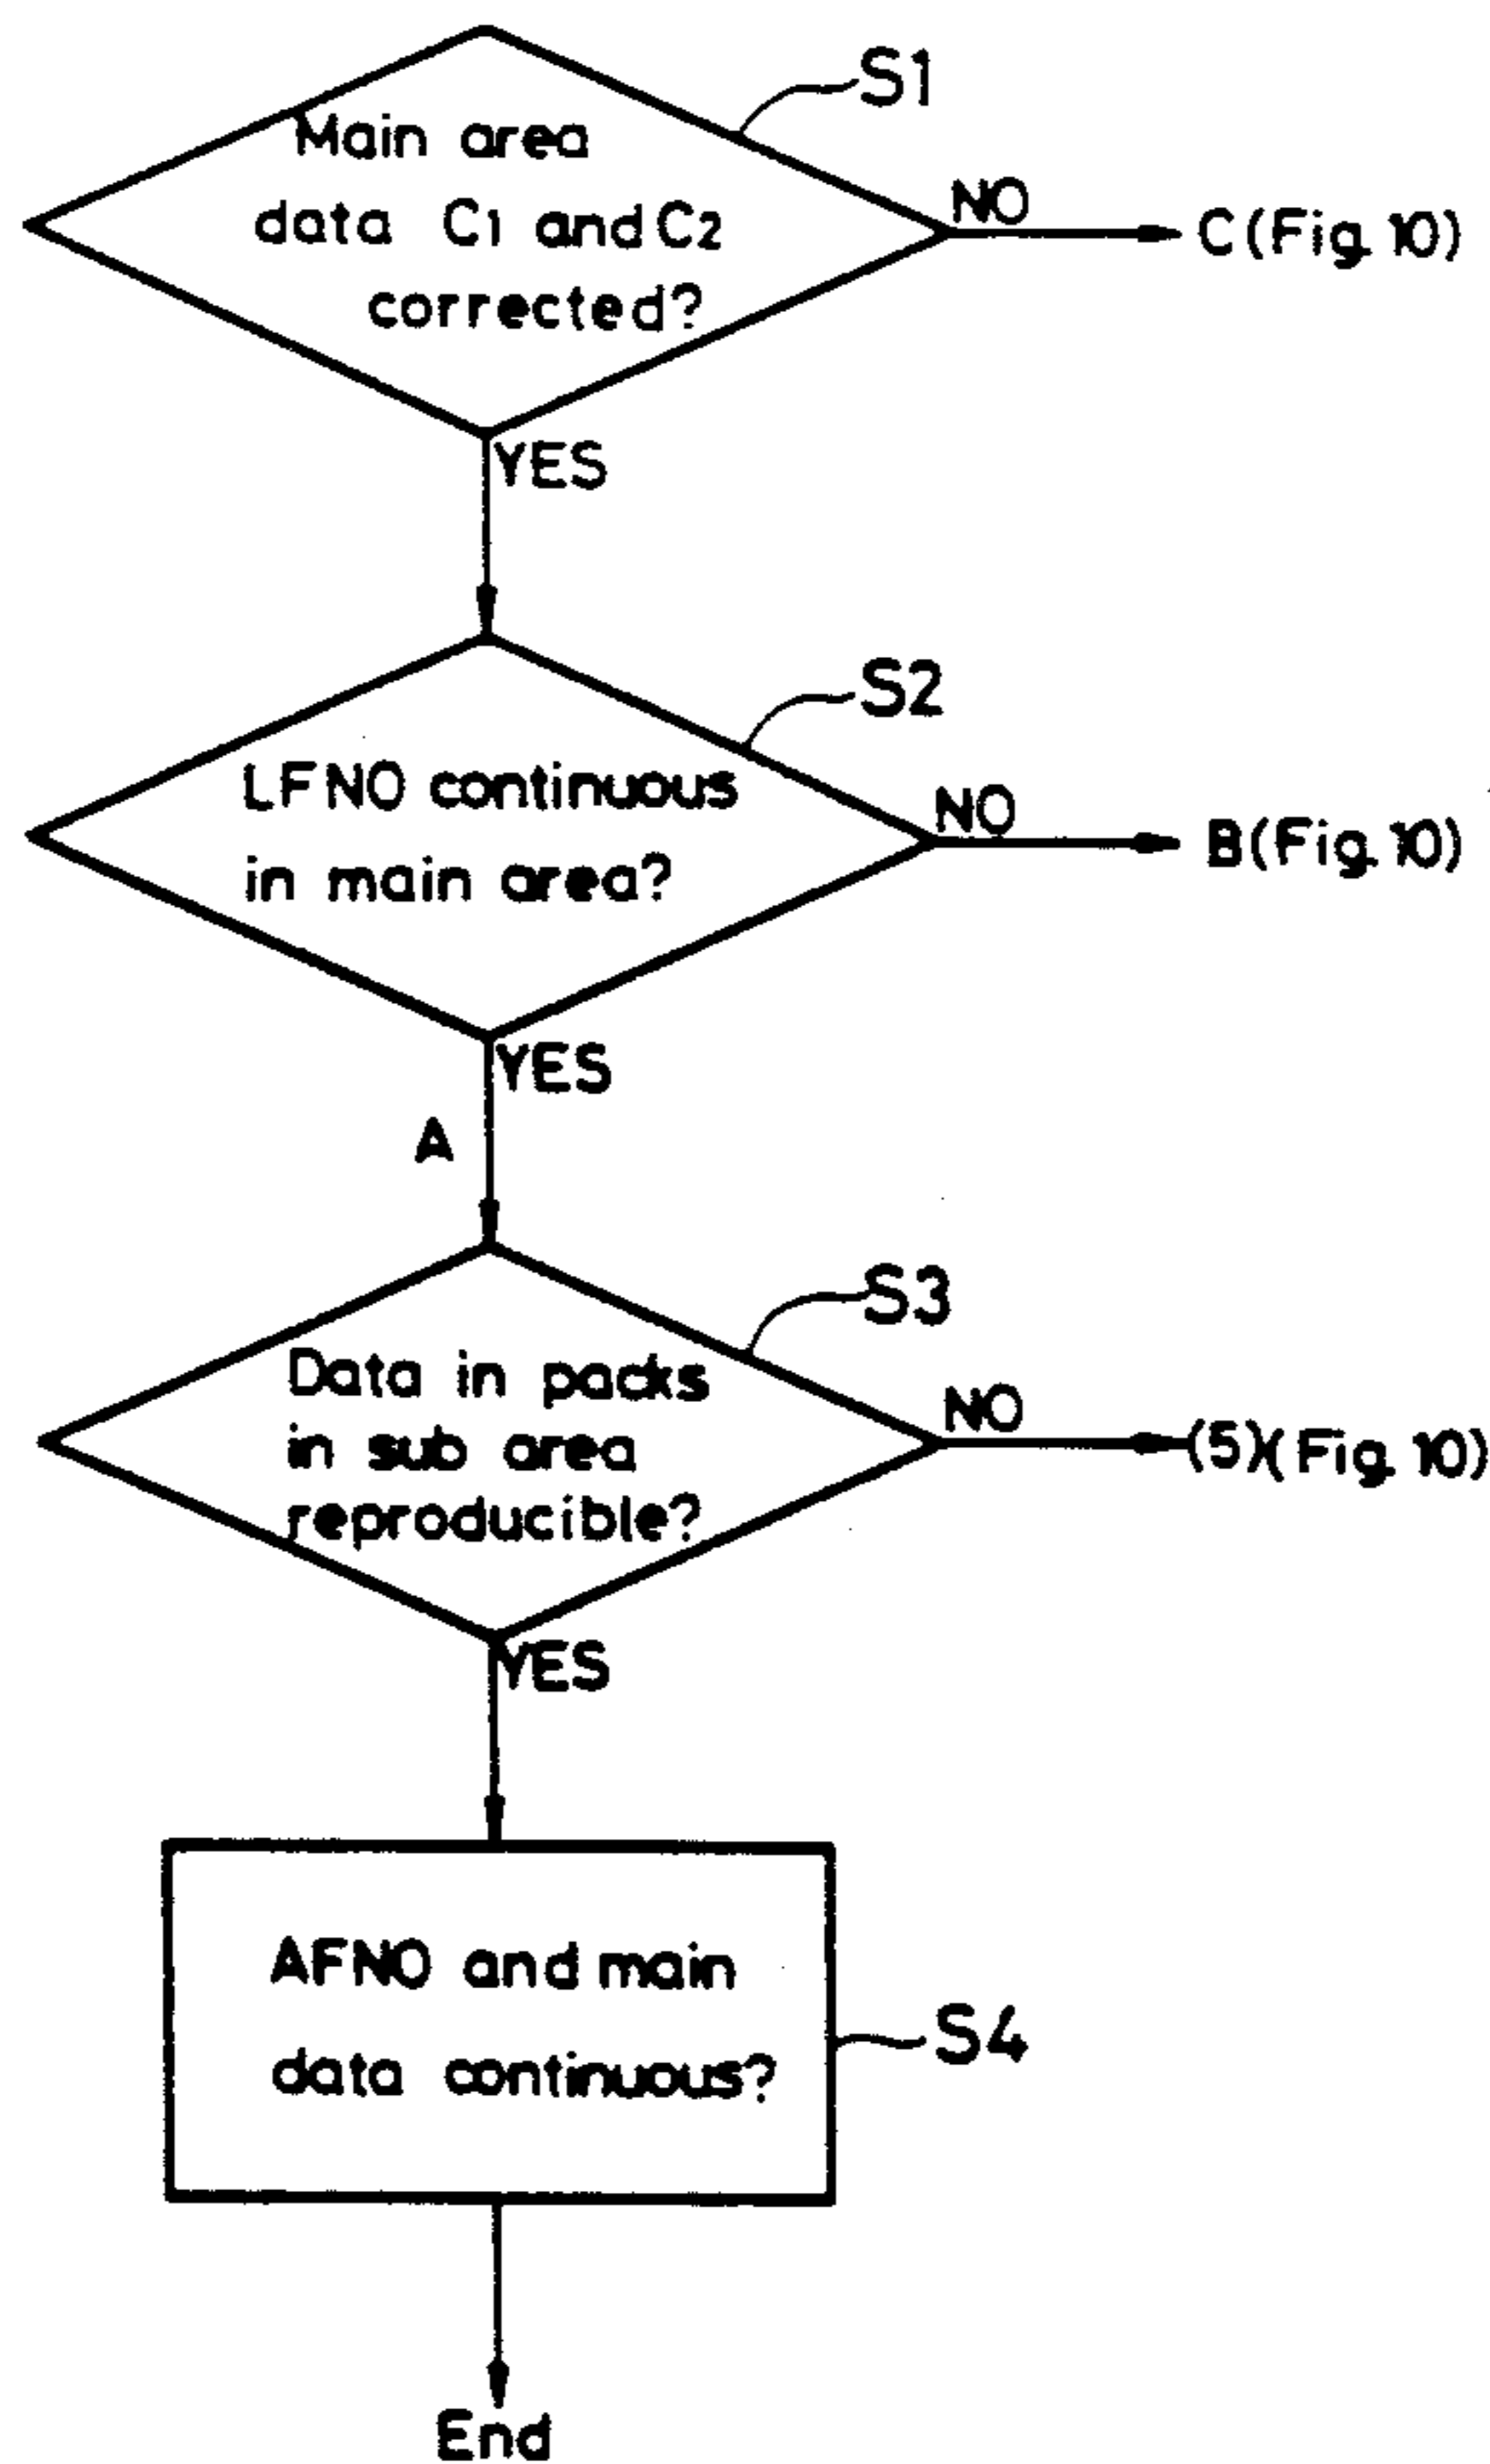 S1
Main area
data C1 and C2
corrected?
NO
C (Fig. 10)
YES
S2
LFNO continuous
in main area?
NO
B (Fig. 10)
YES
A
S3
Data in packs
in sub area
reproducible?
NO
(5) (Fig. 10)
YES
AFNO and main
data continuous?
S4
End